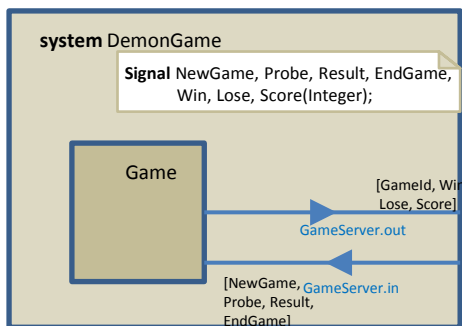 system DemonGame
Signal NewGame, Probe, Result, EndGame,
Win, Lose, Score(Integer);
Game
[GameId, Win
Lose, Score]
GameServer.out
[NewGame,
Probe, Result,
EndGame]
GameServer.in